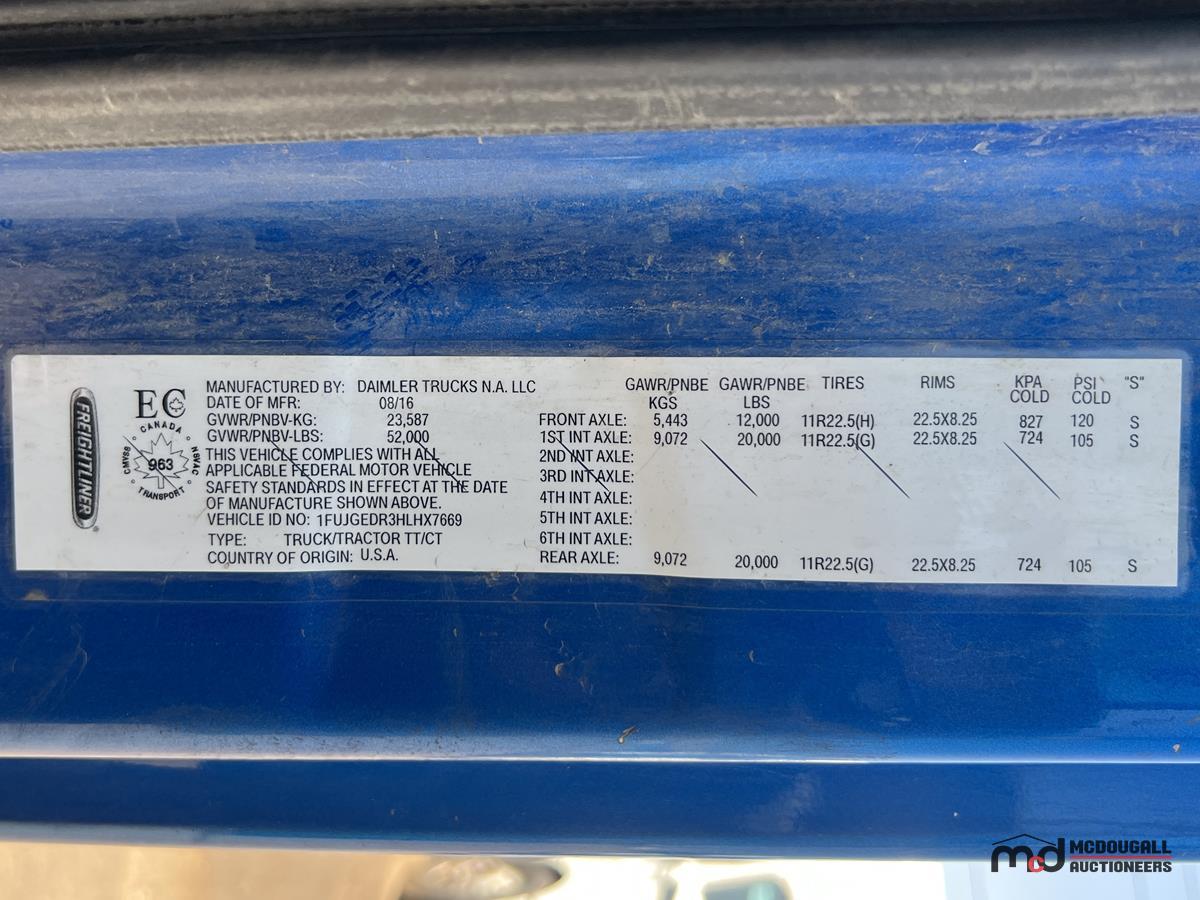 FREIGHTLINER
EC
CANADA
CMVSS
963
NSVAC
TRANSPORT
MANUFACTURED BY: DAIMLER TRUCKS N.A. LLC
DATE OF MFR: 08/16
GVWR/PNBV-KG: 23,587
GVWR/PNBV-LBS: 52,000
THIS VEHICLE COMPLIES WITH ALL
APPLICABLE FEDERAL MOTOR VEHICLE
SAFETY STANDARDS IN EFFECT AT THE DATE
OF MANUFACTURE SHOWN ABOVE.
VEHICLE ID NO: 1FUJGEDR3HLHX7669
TYPE: TRUCK/TRACTOR TT/CT
COUNTRY OF ORIGIN: U.S.A.
GAWR/PNBE GAWR/PNBE TIRES RIMS KPA PSI "S"
KGS LBS COLD COLD
FRONT AXLE: 5,443 12,000 11R22.5(H) 22.5X8.25 827 120 S
1ST INT AXLE: 9,072 20,000 11R22.5(G) 22.5X8.25 724 105 S
2ND INT AXLE:
3RD INT AXLE:
4TH INT AXLE:
5TH INT AXLE:
6TH INT AXLE:
REAR AXLE: 9,072 20,000 11R22.5(G) 22.5X8.25 724 105 S
mcd MCDOUGALL
AUCTIONEERS